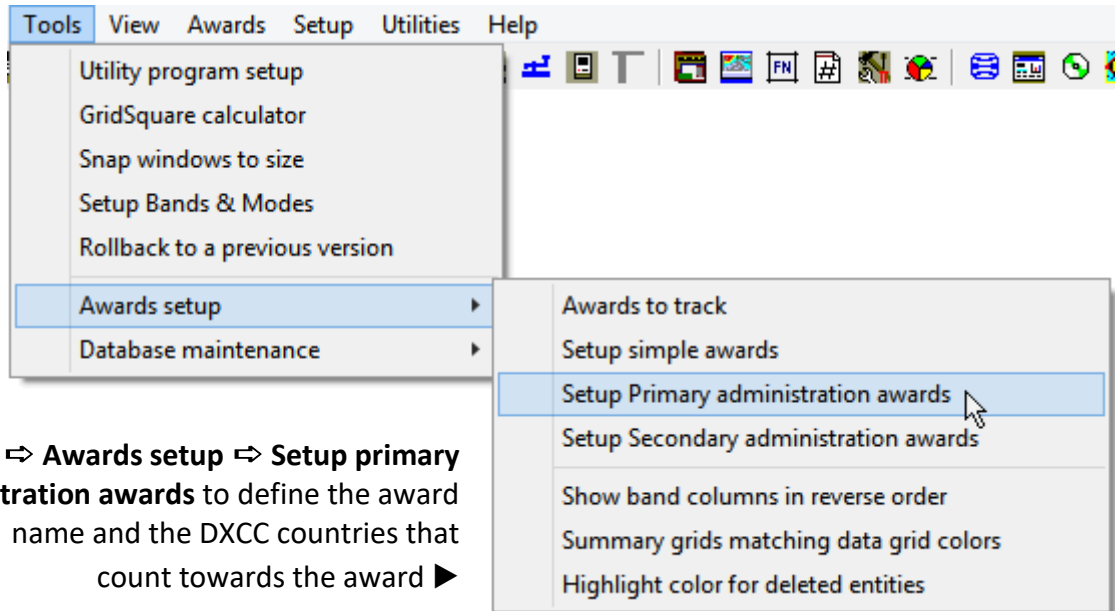 Tools View Awards Setup Utilities Help
FN #
Utility program setup
GridSquare calculator
Snap windows to size
Setup Bands & Modes
Rollback to a previous version
Awards setup
Database maintenance
Awards to track
Setup simple awards
Setup Primary administration awards
Setup Secondary administration awards
Show band columns in reverse order
Summary grids matching data grid colors
Highlight color for deleted entities
⇨ Awards setup ⇨ Setup primary
tration awards to define the award
name and the DXCC countries that
count towards the award ▶